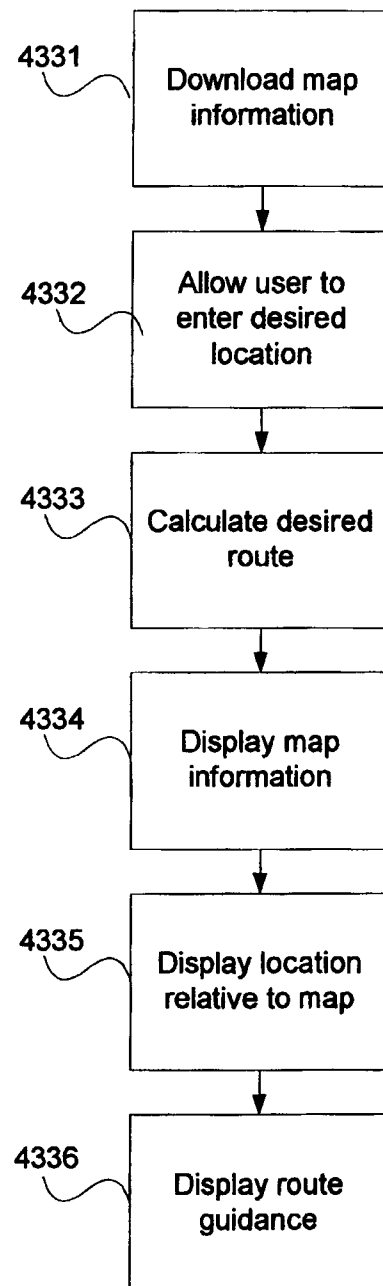 4331
Download map
information
4332
Allow user to
enter desired
location
4333
Calculate desired
route
4334
Display map
information
4335
Display location
relative to map
4336
Display route
guidance